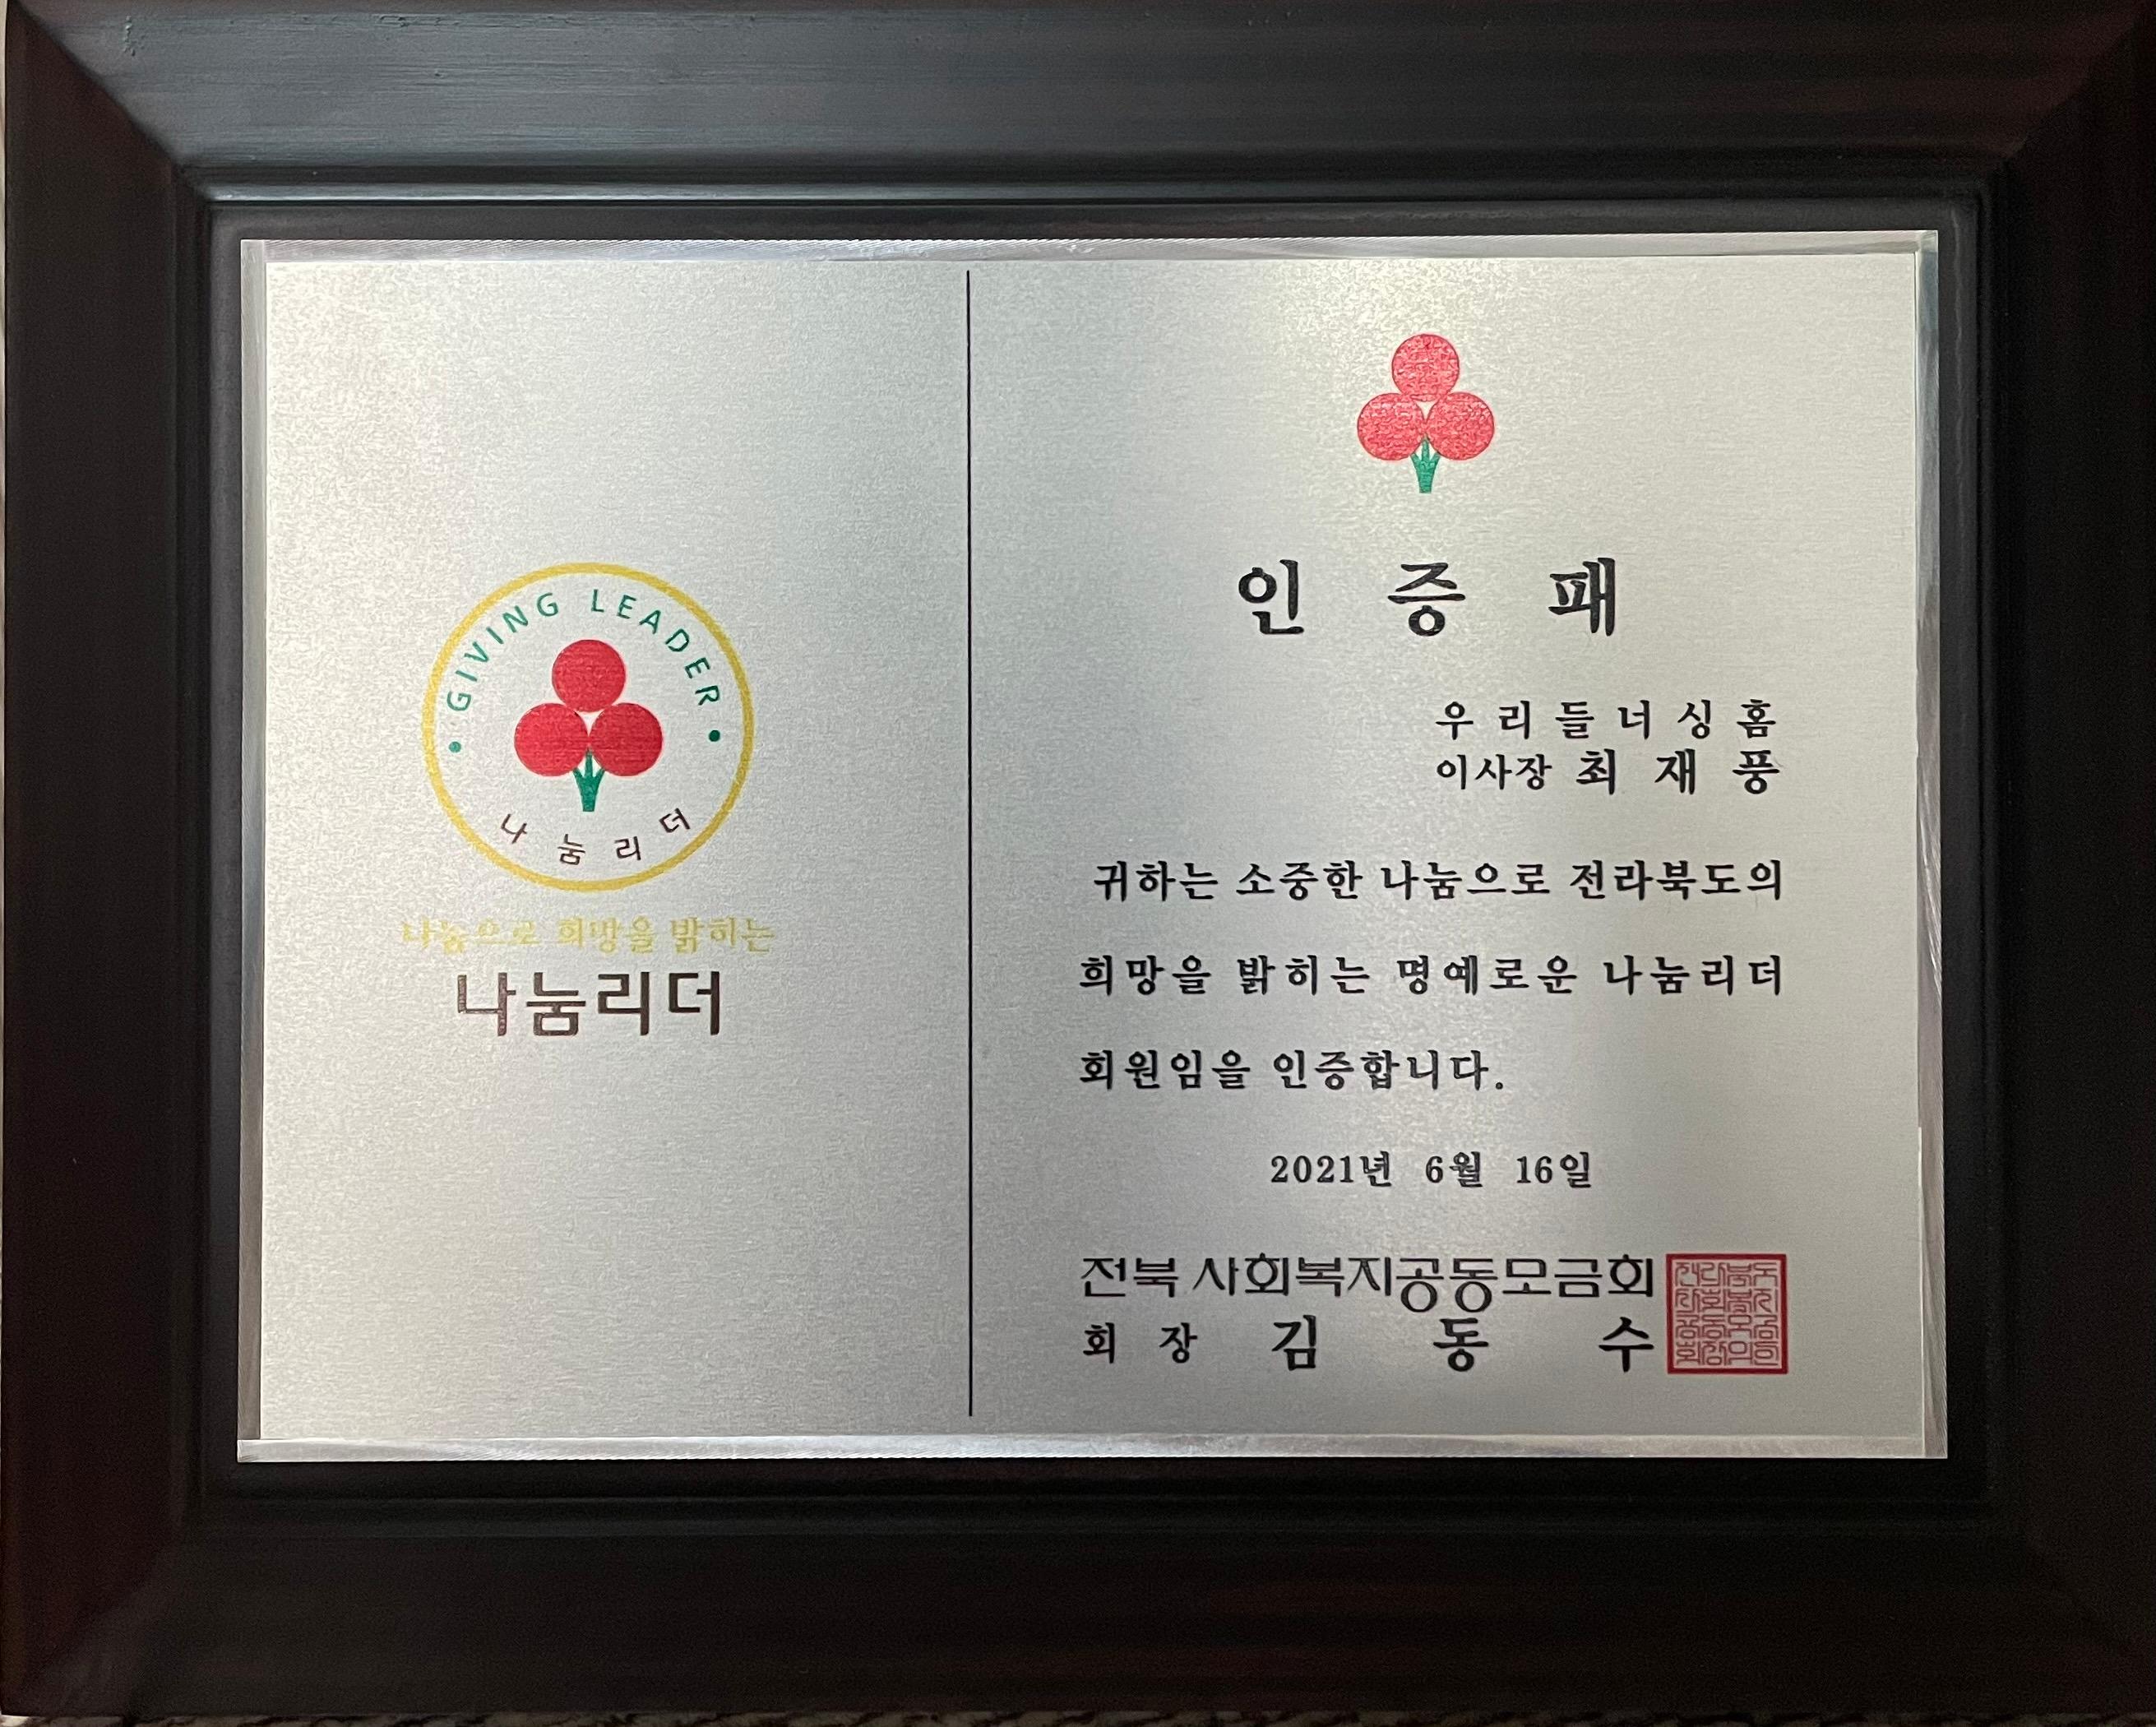 GIVING LEADER
나눔리더
나눔으로 희망을 밝히는
나눔리더
인 증 패
우리들너싱홈
이사장 최 재 풍
귀하는 소중한 나눔으로 전라북도의
희망을 밝히는 명예로운 나눔리더
회원임을 인증합니다.
2021년 6월 16일
전북 사회복지공동모금회
회 장 김 동 수